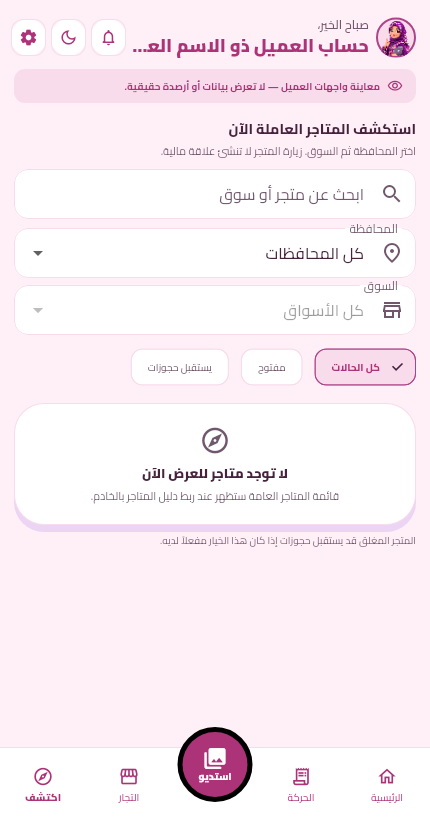 صباح الخير،
حساب العميل ذو الاسم الع...
معاينة واجهات العميل — لا تعرض بيانات أو أرصدة حقيقية.
استكشف المتاجر العاملة الآن
اختر المحافظة ثم السوق. زيارة المتجر لا تنشئ علاقة مالية.
ابحث عن متجر أو سوق
المحافظة
كل المحافظات
السوق
كل الأسواق
كل الحالات
مفتوح
يستقبل حجوزات
لا توجد متاجر للعرض الآن
قائمة المتاجر العامة ستظهر عند ربط دليل المتاجر بالخادم.
المتجر المغلق قد يستقبل حجوزات إذا كان هذا الخيار مفعلاً لديه.
الرئيسية
الحركة
استديو
التجار
اكتشف